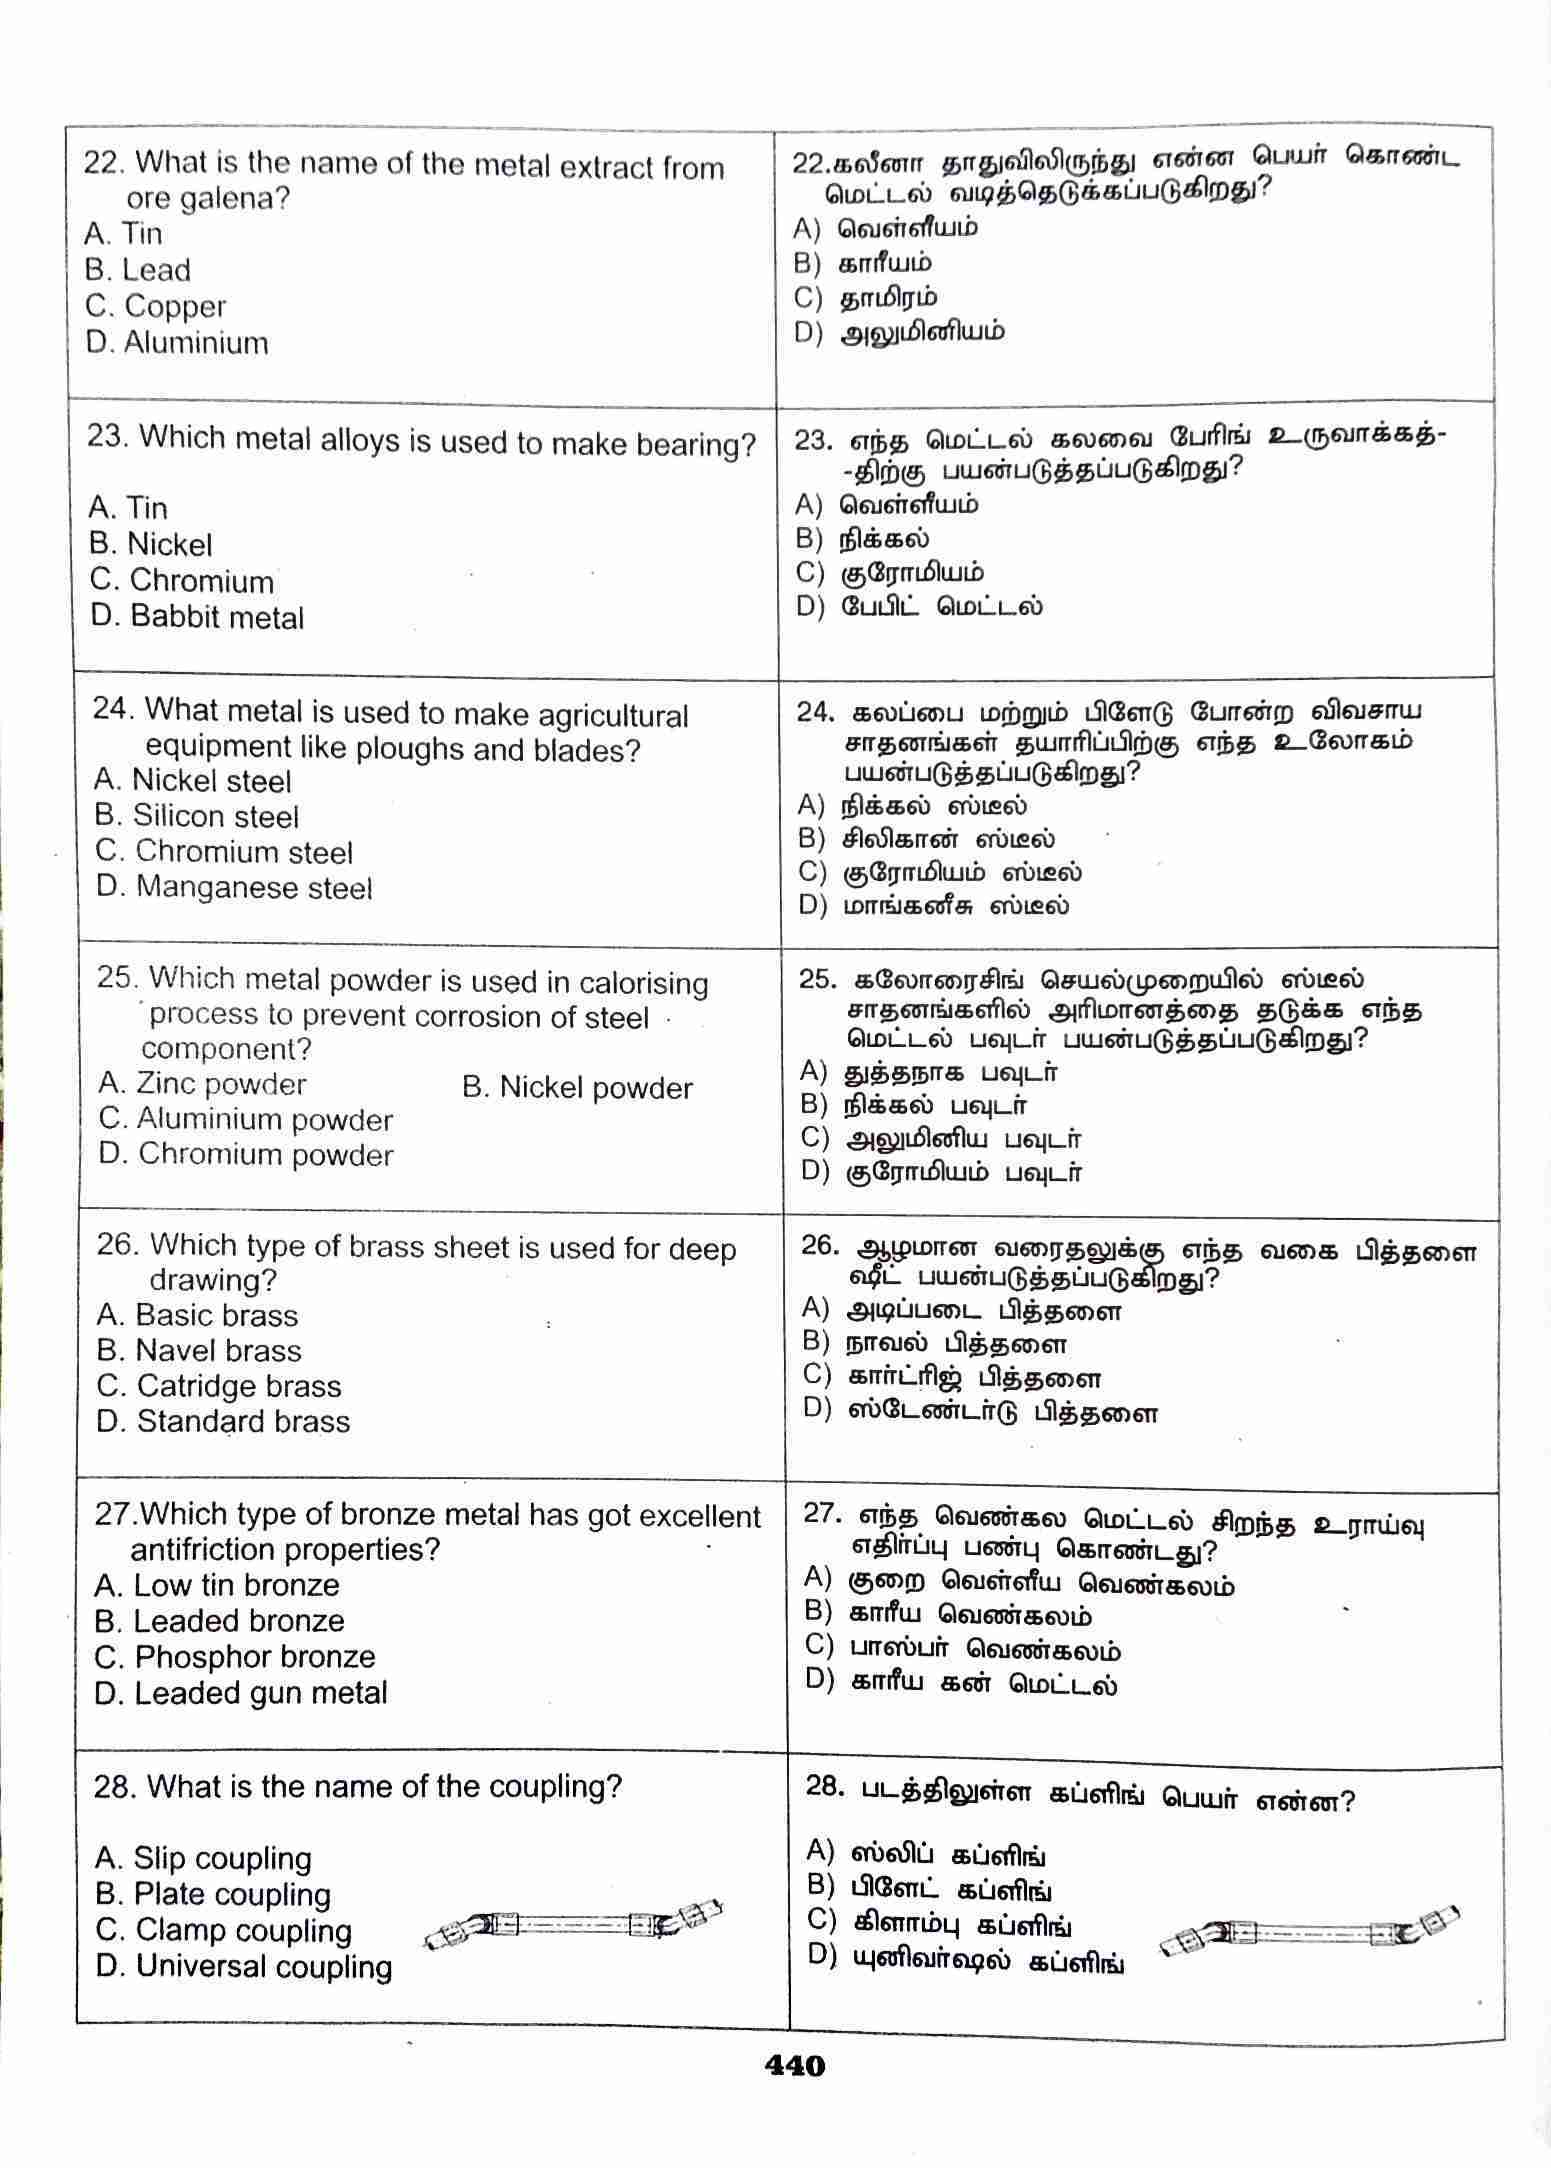 22. What is the name of the metal extract from
ore galena?
A. Tin
B. Lead
C. Copper
D. Aluminium
22.கலீனா தாதுவிலிருந்து என்ன பெயர் கொண்ட
மெட்டல் வடித்தெடுக்கப்படுகிறது?
A) வெள்ளீயம்
B) காரீயம்
C) தாமிரம்
D) அலுமினியம்
23. Which metal alloys is used to make bearing?
A. Tin
B. Nickel
C. Chromium
D. Babbit metal
23. எந்த மெட்டல் கலவை பேரிங் உருவாக்கத்-
-திற்கு பயன்படுத்தப்படுகிறது?
A) வெள்ளீயம்
B) நிக்கல்
C) குரோமியம்
D) பேபிட் மெட்டல்
24. What metal is used to make agricultural
equipment like ploughs and blades?
A. Nickel steel
B. Silicon steel
C. Chromium steel
D. Manganese steel
24. கலப்பை மற்றும் பிளேடு போன்ற விவசாய
சாதனங்கள் தயாரிப்பிற்கு எந்த உலோகம்
பயன்படுத்தப்படுகிறது?
A) நிக்கல் ஸ்டீல்
B) சிலிகான் ஸ்டீல்
C) குரோமியம் ஸ்டீல்
D) மாங்கனீசு ஸ்டீல்
25. Which metal powder is used in calorising
process to prevent corrosion of steel
component?
A. Zinc powder B. Nickel powder
C. Aluminium powder
D. Chromium powder
25. கலோரைசிங் செயல்முறையில் ஸ்டீல்
சாதனங்களில் அரிமானத்தை தடுக்க எந்த
மெட்டல் பவுடர் பயன்படுத்தப்படுகிறது?
A) துத்தநாக பவுடர்
B) நிக்கல் பவுடர்
C) அலுமினிய பவுடர்
D) குரோமியம் பவுடர்
26. Which type of brass sheet is used for deep
drawing?
A. Basic brass
B. Navel brass
C. Catridge brass
D. Standard brass
26. ஆழமான வரைதலுக்கு எந்த வகை பித்தளை
ஷீட் பயன்படுத்தப்படுகிறது?
A) அடிப்படை பித்தளை
B) நாவல் பித்தளை
C) கார்ட்ரிஜ் பித்தளை
D) ஸ்டேண்டர்டு பித்தளை
27.Which type of bronze metal has got excellent
antifriction properties?
A. Low tin bronze
B. Leaded bronze
C. Phosphor bronze
D. Leaded gun metal
27. எந்த வெண்கல மெட்டல் சிறந்த உராய்வு
எதிர்ப்பு பண்பு கொண்டது?
A) குறை வெள்ளீய வெண்கலம்
B) காரீய வெண்கலம்
C) பாஸ்பர் வெண்கலம்
D) காரீய கன் மெட்டல்
28. What is the name of the coupling?
A. Slip coupling
B. Plate coupling
C. Clamp coupling
D. Universal coupling
28. படத்திலுள்ள கப்ளிங் பெயர் என்ன?
A) ஸ்லிப் கப்ளிங்
B) பிளேட் கப்ளிங்
C) கிளாம்பு கப்ளிங்
D) யுனிவர்ஷல் கப்ளிங்
440